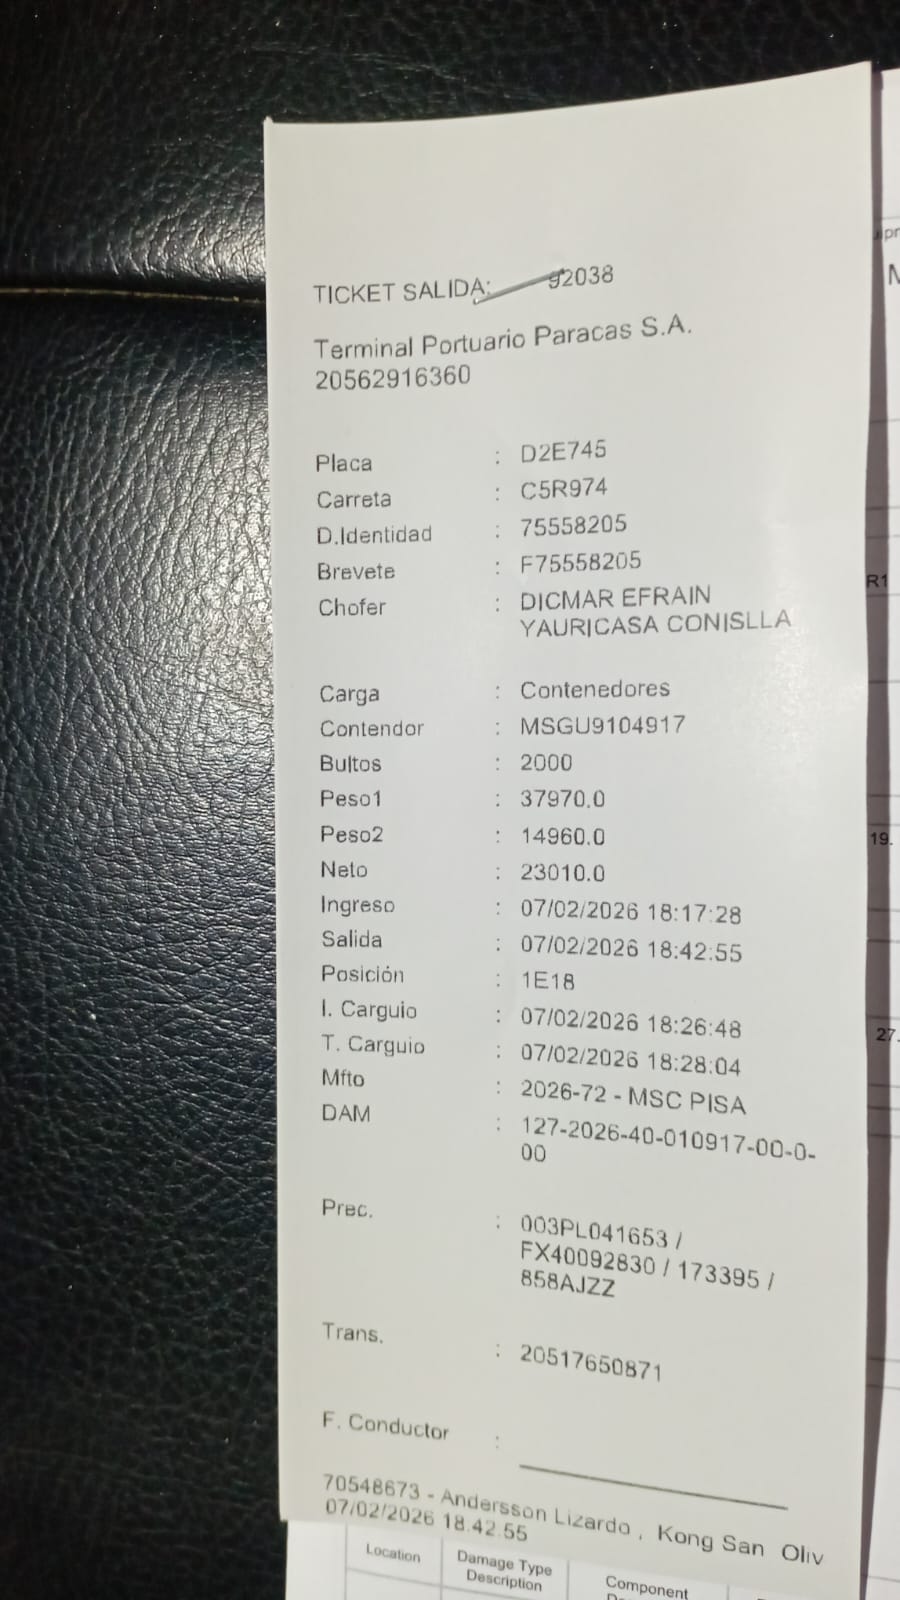 TICKET SALIDA: 92038
Terminal Portuario Paracas S.A.
20562916360
Placa : D2E745
Carreta : C5R974
D.Identidad : 75558205
Brevete : F75558205
Chofer : DICMAR EFRAIN
YAURICASA CONISLLA
Carga : Contenedores
Contendor : MSGU9104917
Bultos : 2000
Peso1 : 37970.0
Peso2 : 14960.0
Neto : 23010.0
Ingreso : 07/02/2026 18:17:28
Salida : 07/02/2026 18:42:55
Posición : 1E18
I. Carguio : 07/02/2026 18:26:48
T. Carguio : 07/02/2026 18:28:04
Mfto : 2026-72 - MSC PISA
DAM : 127-2026-40-010917-00-0-
00
Prec. : 003PL041653 /
FX40092830 / 173395 /
858AJZZ
Trans. : 20517650871
F. Conductor :
70548673 - Andersson Lizardo , Kong San Oliv
07/02/2026 18:42:55
Location Damage Type Component
Description
R1
19.
27.